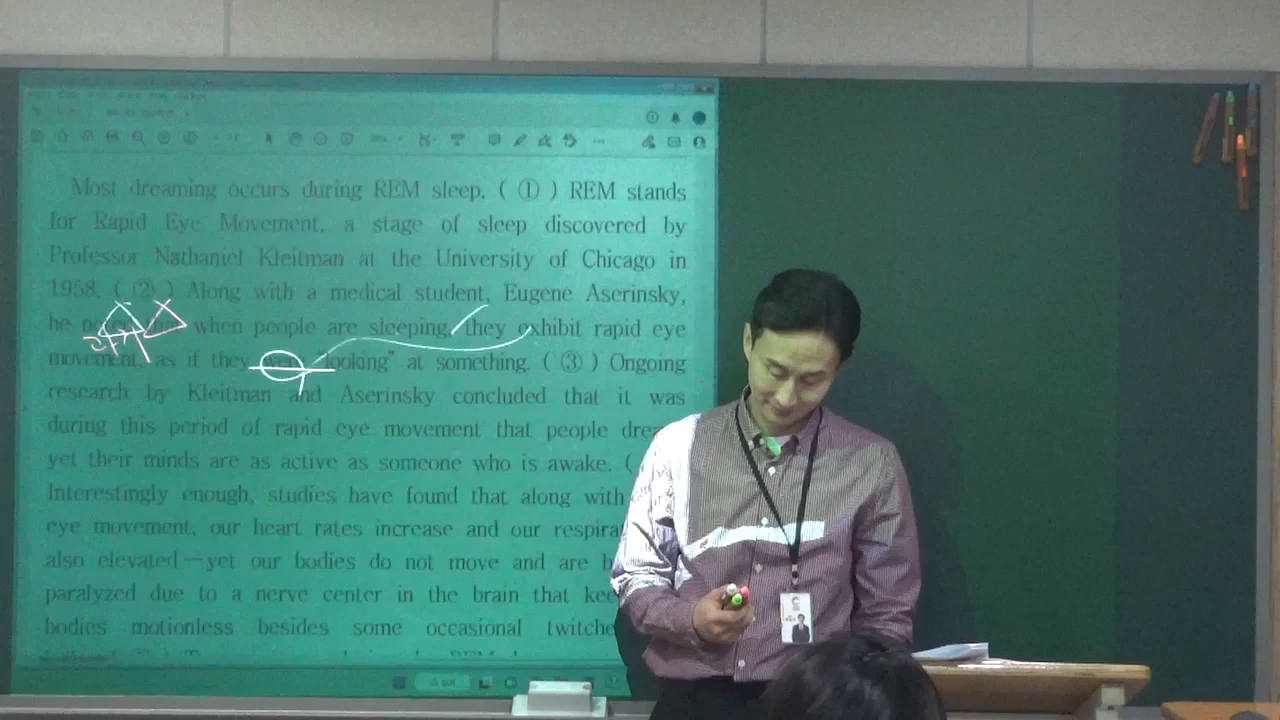 Most dreaming occurs during REM sleep. ( ① ) REM stands
for Rapid Eye Movement, a stage of sleep discovered by
Professor Nathaniel Kleitman at the University of Chicago in
1958. ( ② ) Along with a medical student, Eugene Aserinsky,
he when people are sleeping, they exhibit rapid eye
movement, as if they were "looking" at something. ( ③ ) Ongoing
research by Kleitman and Aserinsky concluded that it was
during this period of rapid eye movement that people
yet their minds are as active as someone who is awake. (
Interestingly enough, studies have found that along with
eye movement, our heart rates increase and our
also elevated—yet our bodies do not move and are
paralyzed due to a nerve center in the brain that
bodies motionless besides some occasional